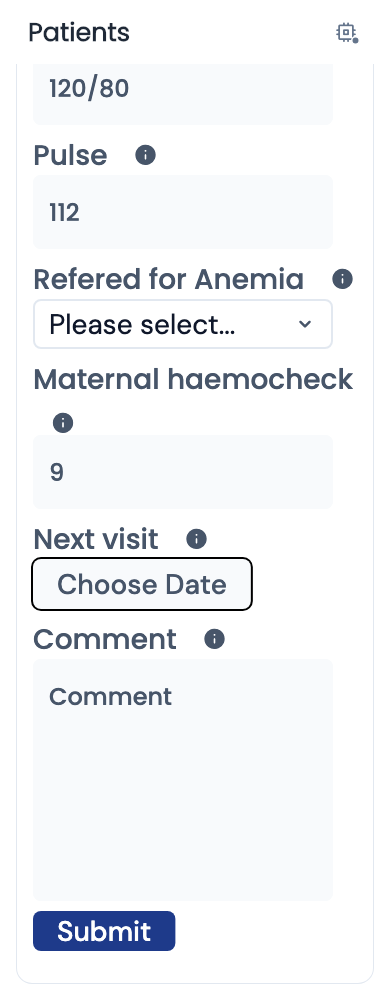 Patients
120/80
Pulse
112
Refered for Anemia
Please select...
Maternal haemocheck
9
Next visit
Choose Date
Comment
Comment
Submit